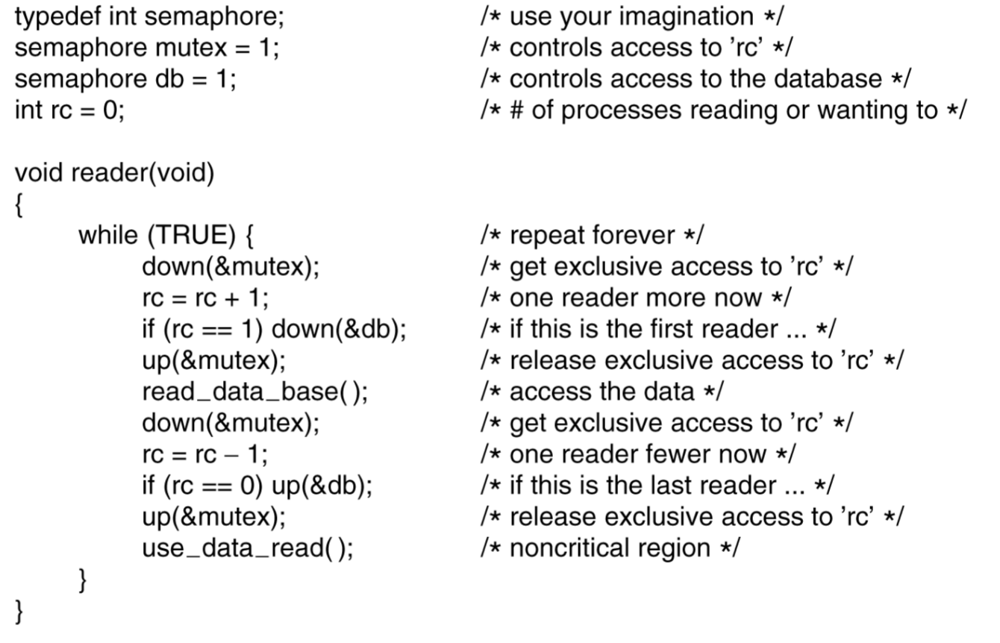 typedef int semaphore; /* use your imagination */
semaphore mutex = 1; /* controls access to ’rc’ */
semaphore db = 1; /* controls access to the database */
int rc = 0; /* # of processes reading or wanting to */

void reader(void)
{
while (TRUE) { /* repeat forever */
down(&mutex); /* get exclusive access to ’rc’ */
rc = rc + 1; /* one reader more now */
if (rc == 1) down(&db); /* if this is the first reader ... */
up(&mutex); /* release exclusive access to ’rc’ */
read_data_base( ); /* access the data */
down(&mutex); /* get exclusive access to ’rc’ */
rc = rc − 1; /* one reader fewer now */
if (rc == 0) up(&db); /* if this is the last reader ... */
up(&mutex); /* release exclusive access to ’rc’ */
use_data_read( ); /* noncritical region */
}
}